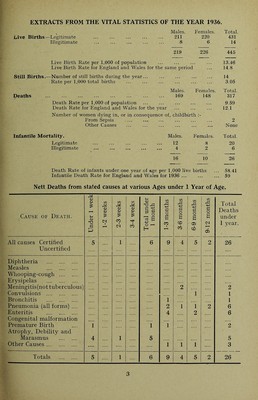 EXTRACTS FROM THE VITAL STATISTICS OF THE YEAR 1936.
Males. Females. Total
Live Births—Legitimate ... 211 220 431
Illegitimate ... 8 6 14
219 226 445
Live Birth Rate per 1,000 of population ... 13.46
Live Birth Rate for England and Wales for the same period ... 14.8
Still Births.—Number of still births during the year ... 14
Rate per 1,000 total births ... 3.08
Males. Females. Total
Deaths ... 169 148 317
Death Rate per 1,000 of population ... 9.59
Death Rate for England and Wales for the year ... 12.1
Number of women dying in, or in consequence of, childbirth :
From Sepsis ... 2
Other Causes ... None
Infantile Mortality. Males Females. Total
Legitimate ... 12 8 20
Illegitimate ... 4 2 6
16 10 26
Death Rate of infants under one year of age per 1,000 live births ... 58.41
Infantile Death Rate for England and Wales for 1936 ... 59
Nett Deaths from stated causes at various Ages under 1 Year of Age.
Cause of Death. Under 1 week 1-2 weeks 2-3 weeks 3-4 weeks Total under 1 month 1-3 months 3-6 months 6-9 months 9-12 months Total Deaths under 1 year.
All causes Certified 5 ... 1 6 9 4 5 2 26
Uncertified
Diphtheria
Measles
Whooping-cough
Erysipelas
Meningitis(not tuberculous) 2 2
Convulsions 1 1
Bronchitis 1 1
Pneumonia (all forms) 2 1 1 2 6
Enteritis 4 2 6
Congenital malformation
Premature Birth 1 1 1 2
Atrophy, Debility and
Marasmus 4 1 5 5
Other Causes 1 1 1 3
Totals 5 ... 1 6 9 4 5 2 26
3